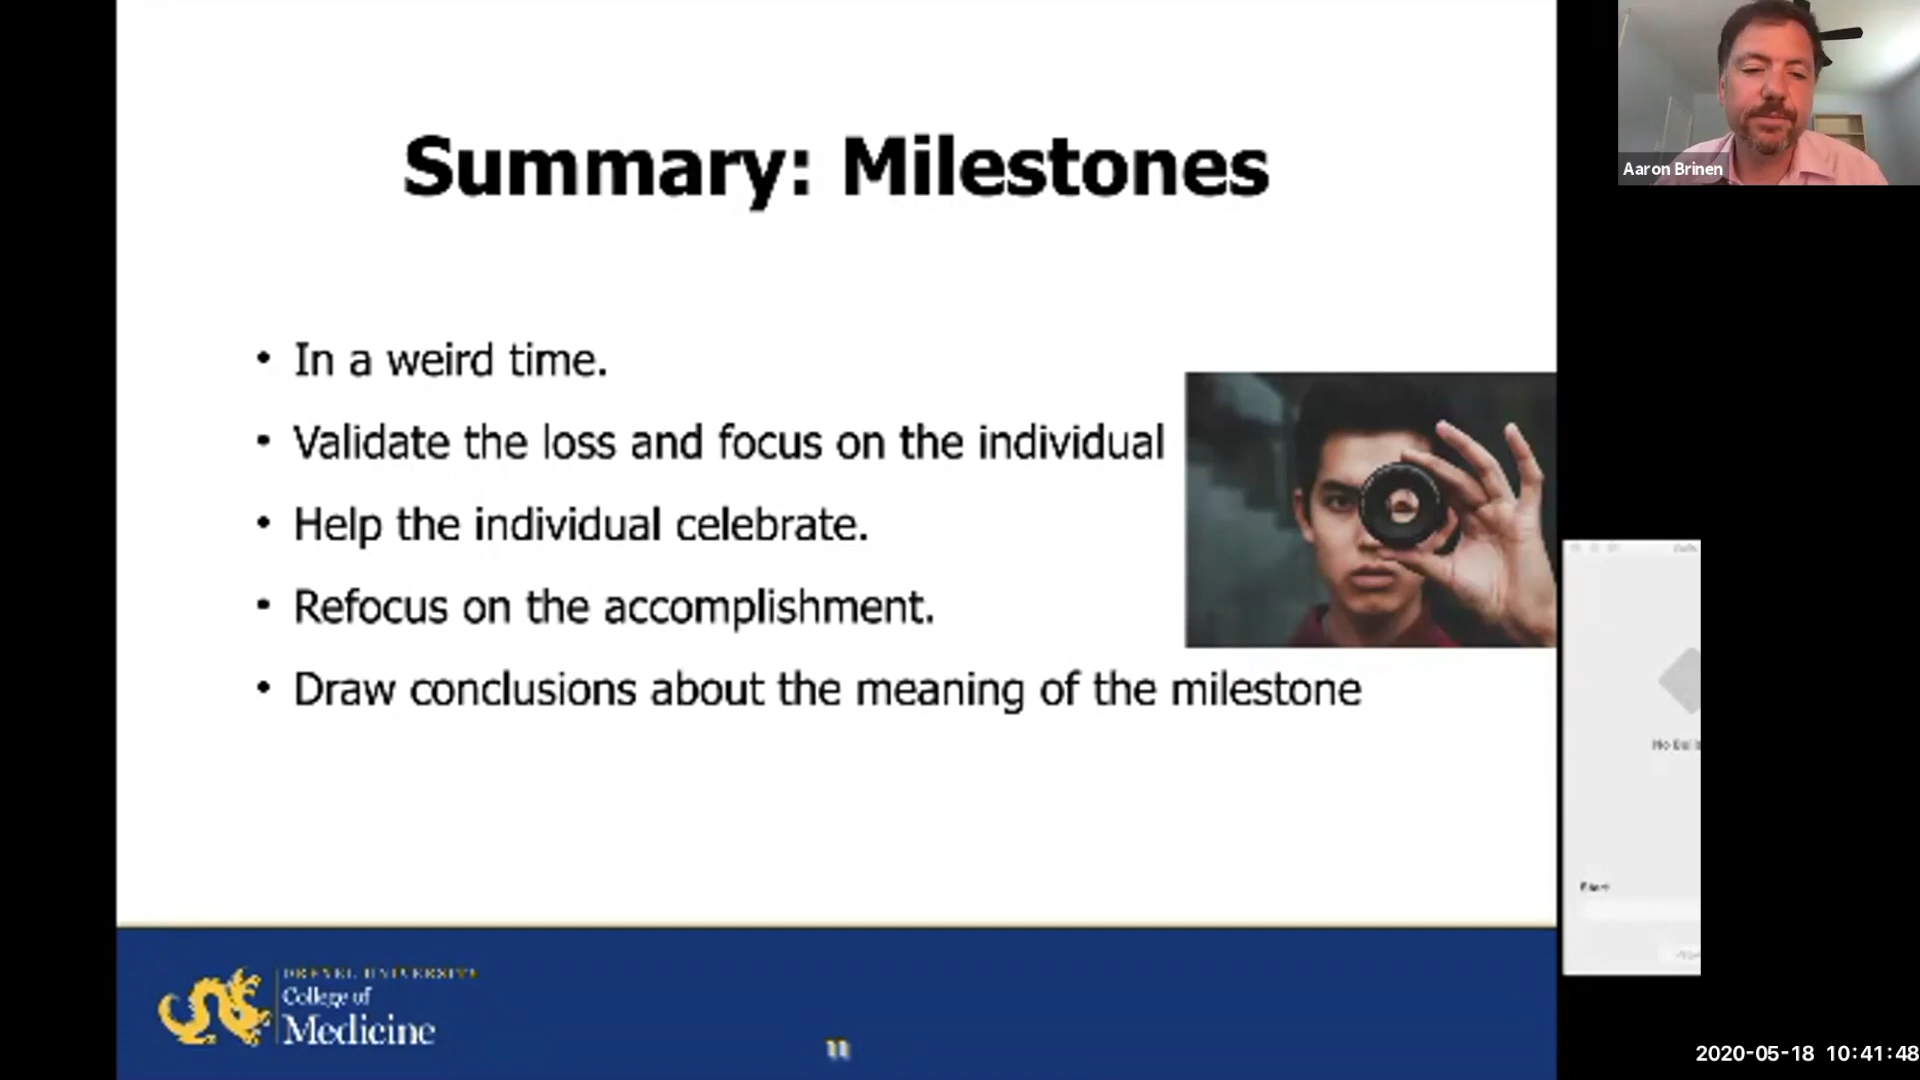 Summary: Milestones
• In a weird time.
• Validate the loss and focus on the individual
• Help the individual celebrate.
• Refocus on the accomplishment.
• Draw conclusions about the meaning of the milestone
DREXEL UNIVERSITY
College of
Medicine
11
Aaron Brinen
Start
2020-05-18 10:41:48